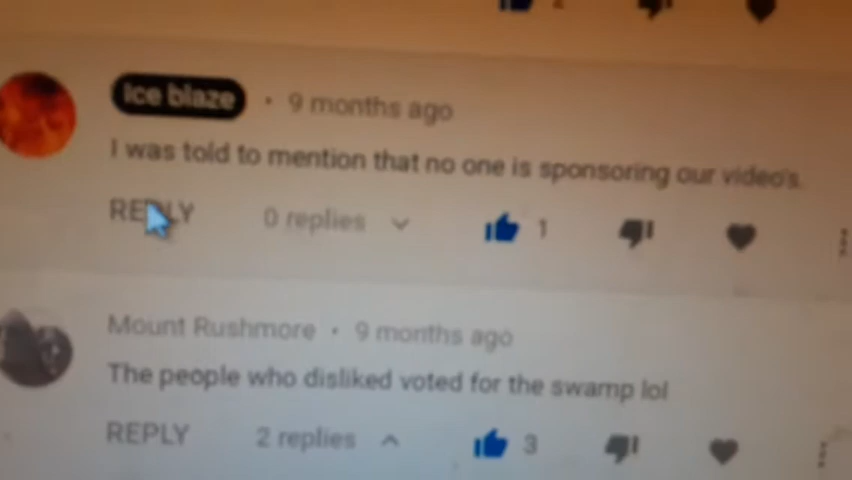 Ice blaze • 9 months ago
I was told to mention that no one is sponsoring our video's.
REPLY 0 replies 1
Mount Rushmore • 9 months ago
The people who disliked voted for the swamp lol
REPLY 2 replies 3